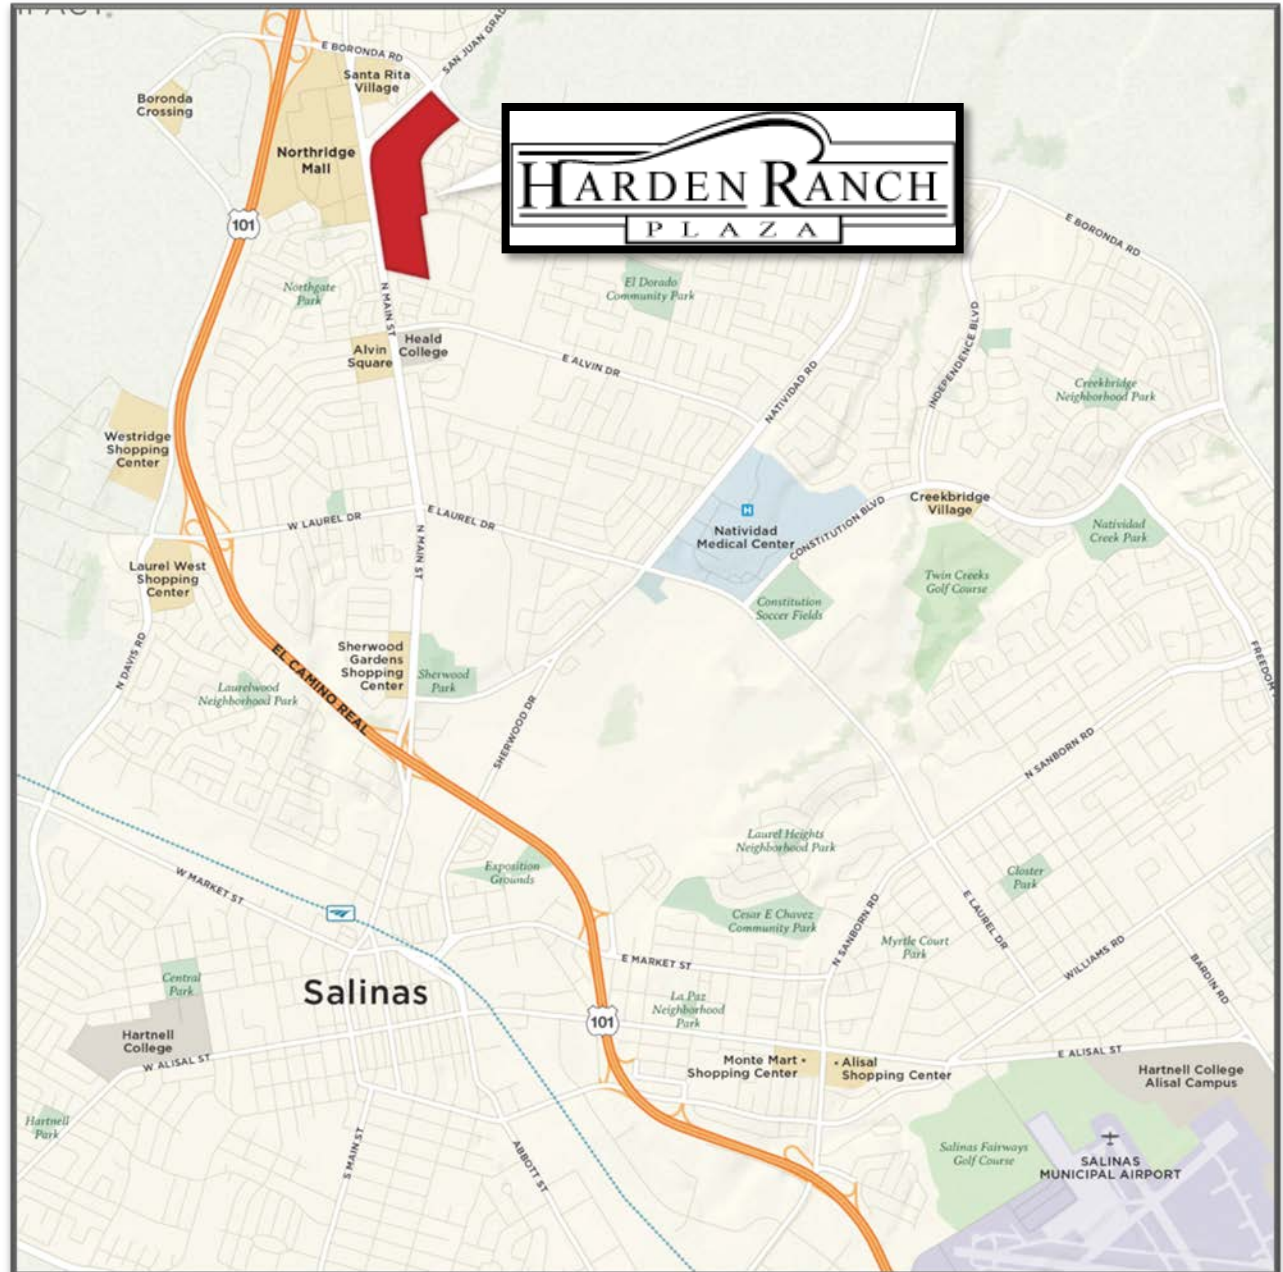 E BORONDA RD
SAN JUAN GRAD
Santa Rita
Village
Boronda
Crossing
Northridge
Mall
HARDEN RANCH
PLAZA
101
E BORONDA RD
Northgate
Park
El Dorado
Community Park
N MAIN ST
INDEPENDENCE BLVD
Alvin
Square
Heald
College
E ALVIN DR
NATIVIDAD RD
Creekbridge
Neighborhood Park
Westridge
Shopping
Center
W LAUREL DR
E LAUREL DR
N MAIN ST
H
Natividad
Medical Center
CONSTITUTION BLVD
Creekbridge
Village
Natividad
Creek Park
Laurel West
Shopping
Center
Constitution
Soccer Fields
Twin Creeks
Golf Course
N DAVIS RD
Sherwood
Gardens
Shopping
Center
Sherwood
Park
EL CAMINO REAL
Laurelwood
Neighborhood Park
SHERWOOD DR
FREEDOM
N SANBORN RD
Laurel Heights
Neighborhood Park
Exposition
Grounds
Closter
Park
W MARKET ST
Cesar E Chavez
Community Park
N SANBORN RD
E LAUREL DR
Myrtle Court
Park
E MARKET ST
WILLIAMS RD
BARDIN RD
Central
Park
Salinas
La Paz
Neighborhood
Park
101
Hartnell
College
W ALISAL ST
Monte Mart
Shopping Center
Alisal
Shopping Center
E ALISAL ST
Hartnell College
Alisal Campus
Hartnell
Park
S MAIN ST
ABBOTT ST
Salinas Fairways
Golf Course
SALINAS
MUNICIPAL AIRPORT